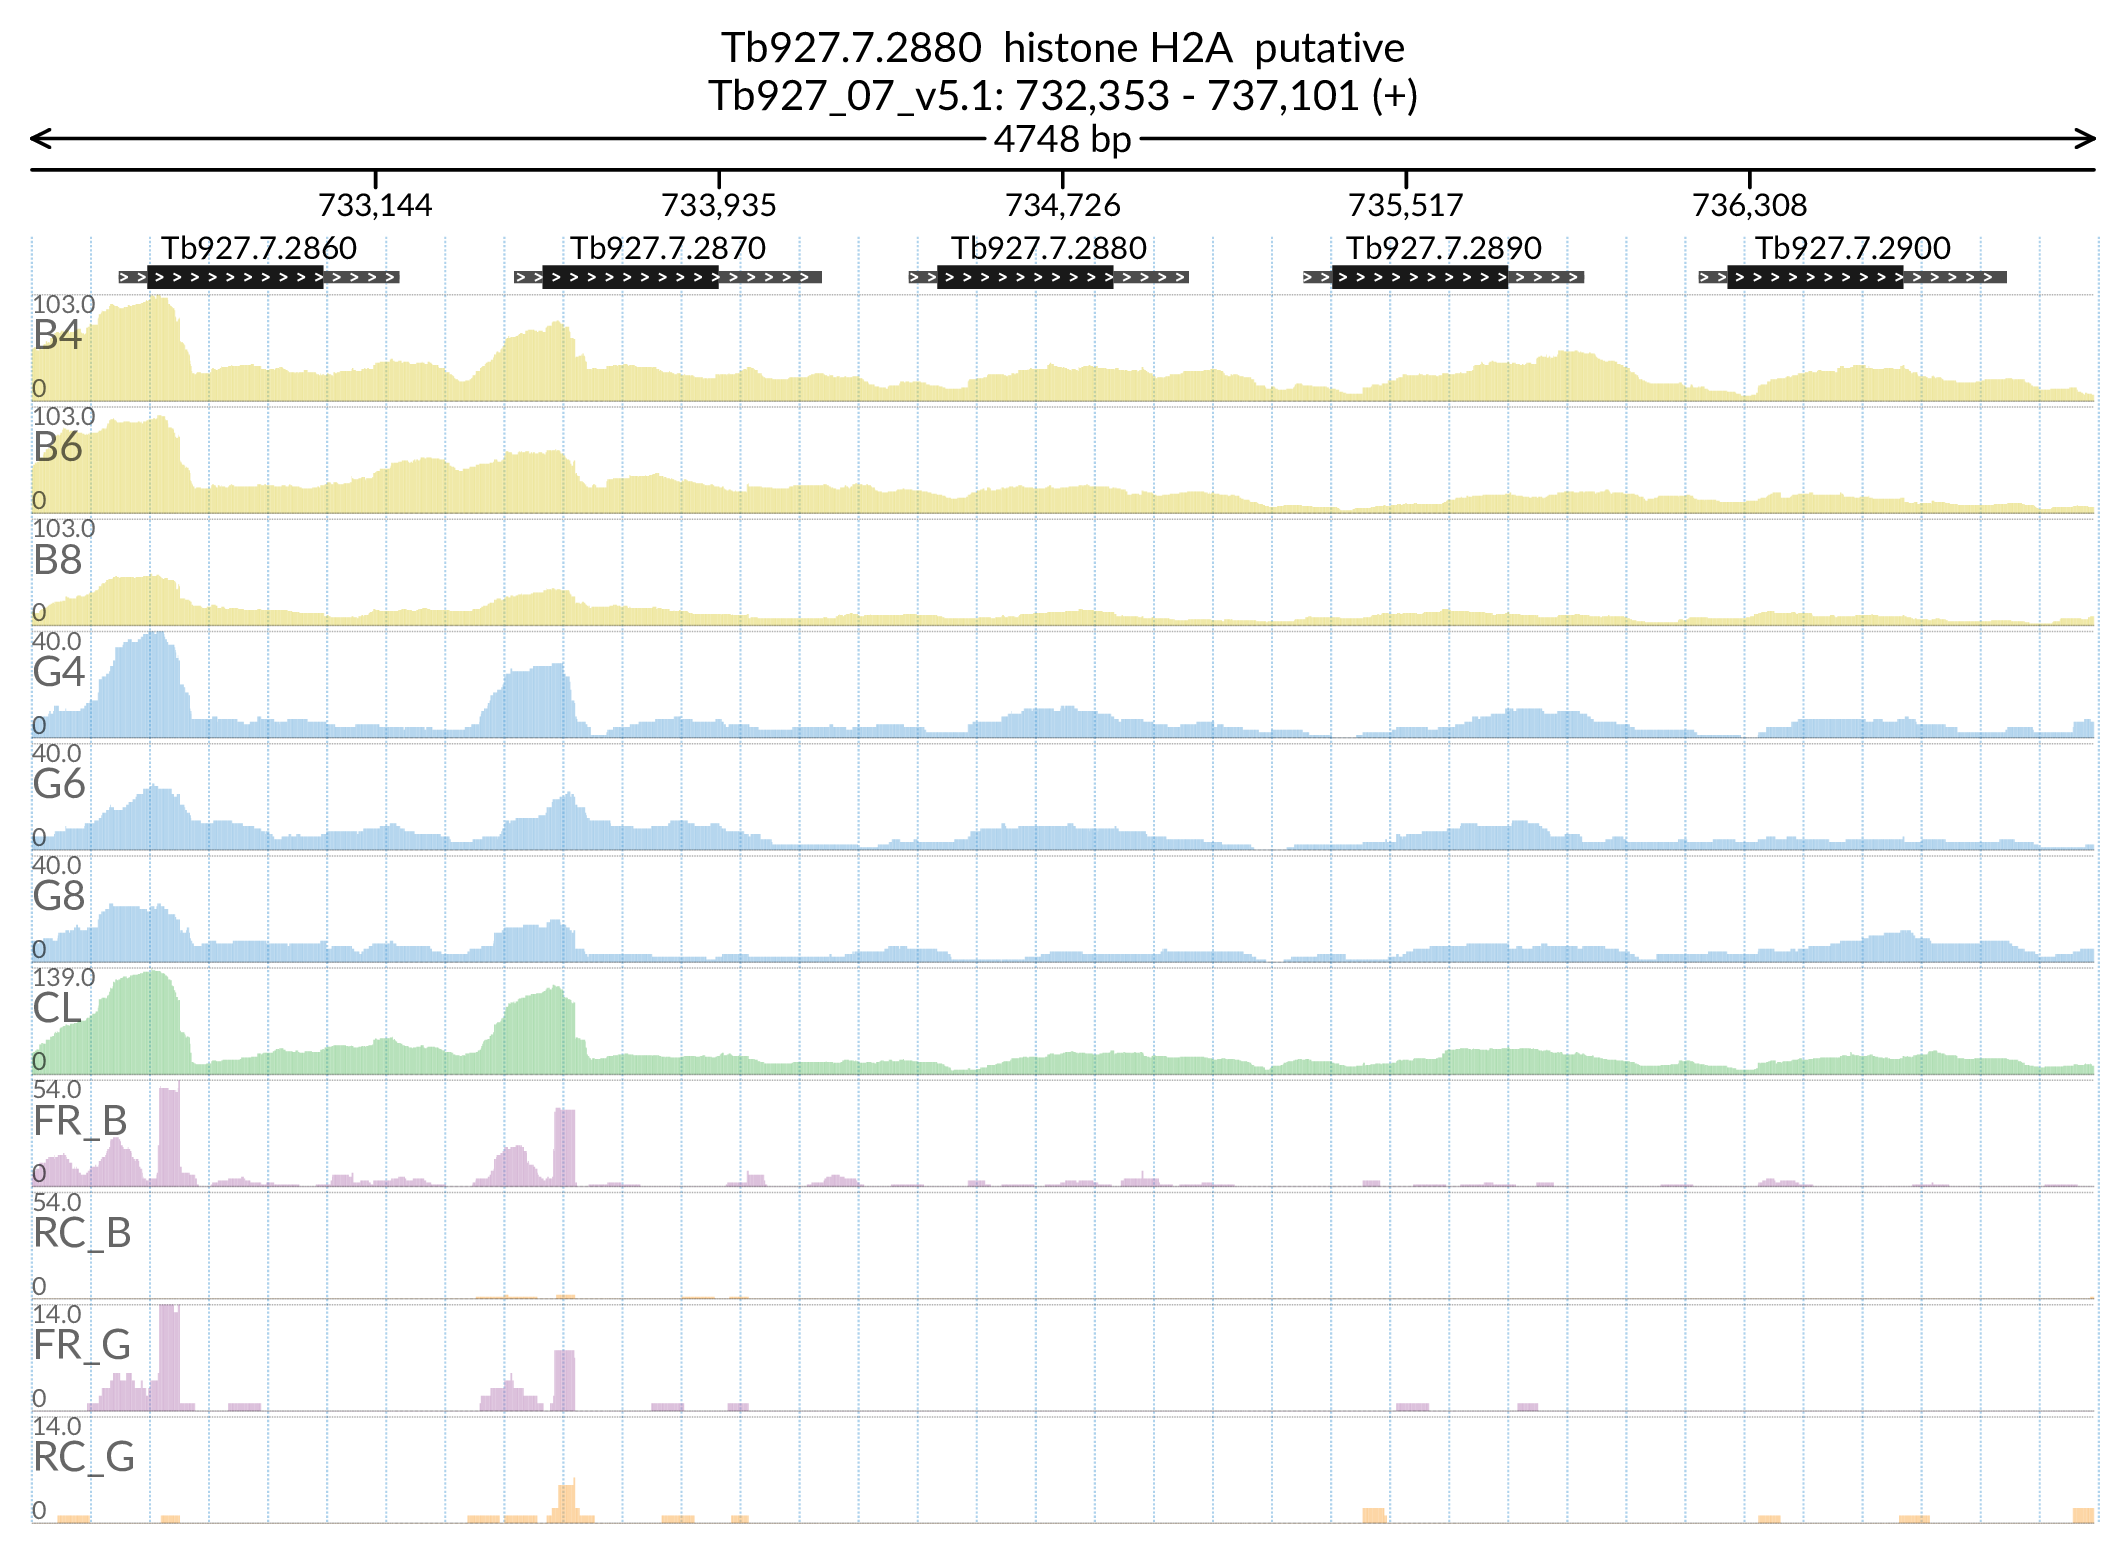 Tb927.7.2880 histone H2A putative
Tb927_07_v5.1: 732,353 - 737,101 (+)
4748 bp
733,144 733,935 734,726 735,517 736,308
Tb927.7.2860 Tb927.7.2870 Tb927.7.2880 Tb927.7.2890 Tb927.7.2900
103.0
B4
0
103.0
B6
0
103.0
B8
0
40.0
G4
0
40.0
G6
0
40.0
G8
0
139.0
CL
0
54.0
FR_B
0
54.0
RC_B
0
14.0
FR_G
0
14.0
RC_G
0